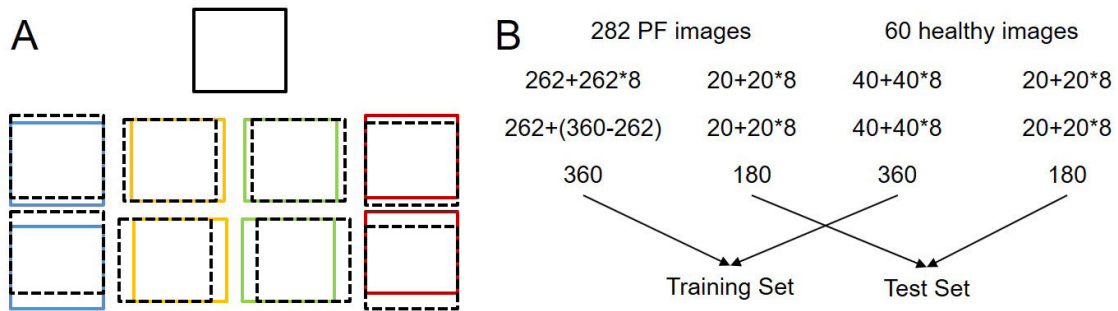 A
B
282 PF images 60 healthy images
262+262*8 20+20*8 40+40*8 20+20*8
262+(360-262) 20+20*8 40+40*8 20+20*8
360 180 360 180
Training Set Test Set